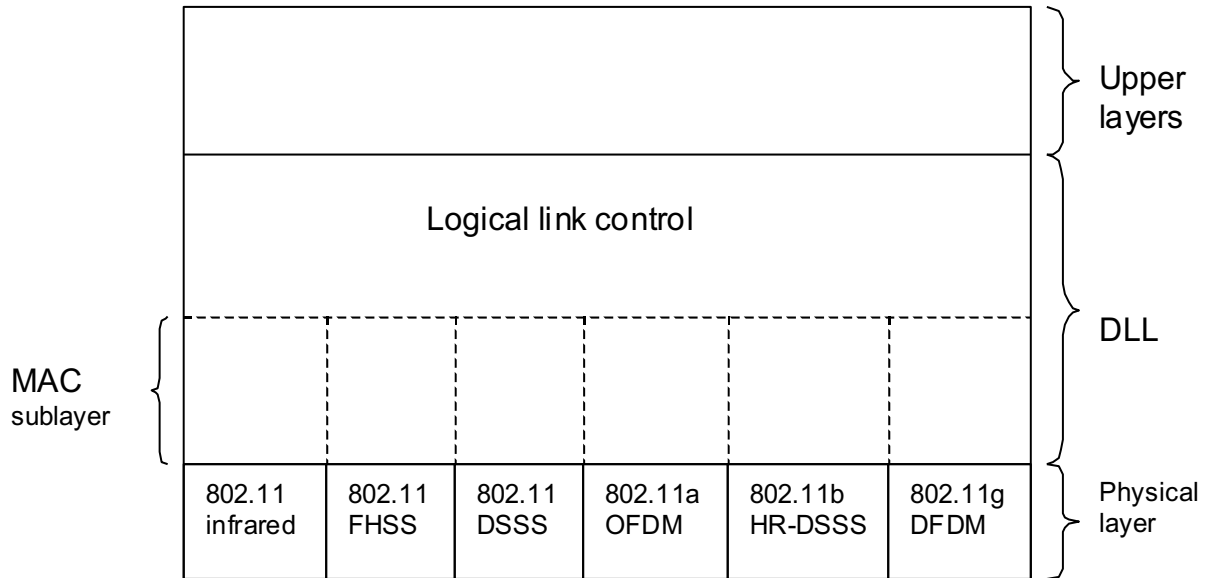 Upper
layers
Logical link control
DLL
MAC
sublayer
802.11
infrared
802.11
FHSS
802.11
DSSS
802.11a
OFDM
802.11b
HR-DSSS
802.11g
DFDM
Physical
layer